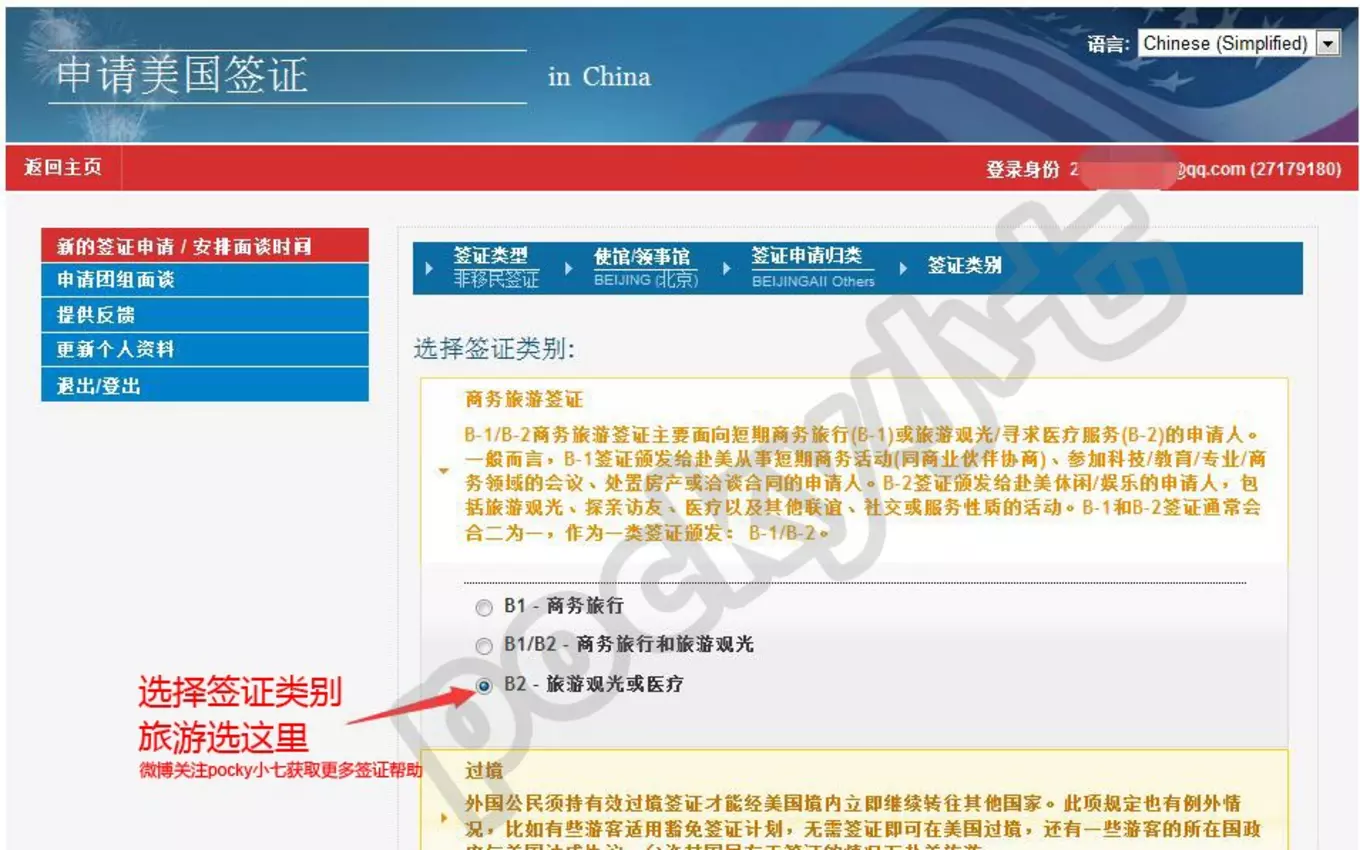 申请美国签证
in China
语言: Chinese (Simplified)
返回主页
登录身份 2 @qq.com (27179180)
新的签证申请 / 安排面谈时间
申请团组面谈
提供反馈
更新个人资料
退出/登出
签证类型
非移民签证
使馆/领事馆
BEIJING (北京)
签证申请归类
BEIJINGAll Others
签证类别
选择签证类别:
商务旅游签证
B-1/B-2商务旅游签证主要面向短期商务旅行(B-1)或旅游观光/寻求医疗服务(B-2)的申请人。
一般而言，B-1签证颁发给赴美从事短期商务活动(同商业伙伴协商)、参加科技/教育/专业/商
务领域的会议、处置房产或洽谈合同的申请人。B-2签证颁发给赴美休闲/娱乐的申请人，包
括旅游观光、探亲访友、医疗以及其他联谊、社交或服务性质的活动。B-1和B-2签证通常会
合二为一，作为一类签证颁发： B-1/B-2。
B1 - 商务旅行
B1/B2 - 商务旅行和旅游观光
B2 - 旅游观光或医疗
选择签证类别
旅游选这里
微博关注pocky小七获取更多签证帮助
过境
外国公民须持有效过境签证才能经美国境内立即继续转往其他国家。此项规定也有例外情
况，比如有些游客适用豁免签证计划，无需签证即可在美国过境，还有一些游客的所在国政
pocky小七